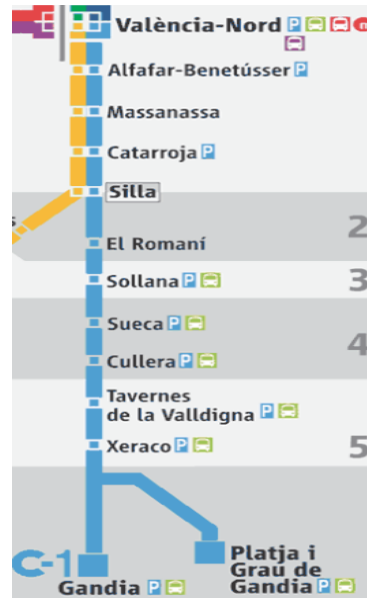 València-Nord P
Alfafar-Benetússer P
Massanassa
Catarroja P
Silla
2
El Romaní
Sollana P
3
Sueca P
4
Cullera P
Tavernes
de la Valldigna P
Xeraco P
5
C-1
Gandia P
Platja i
Grau de
Gandia P